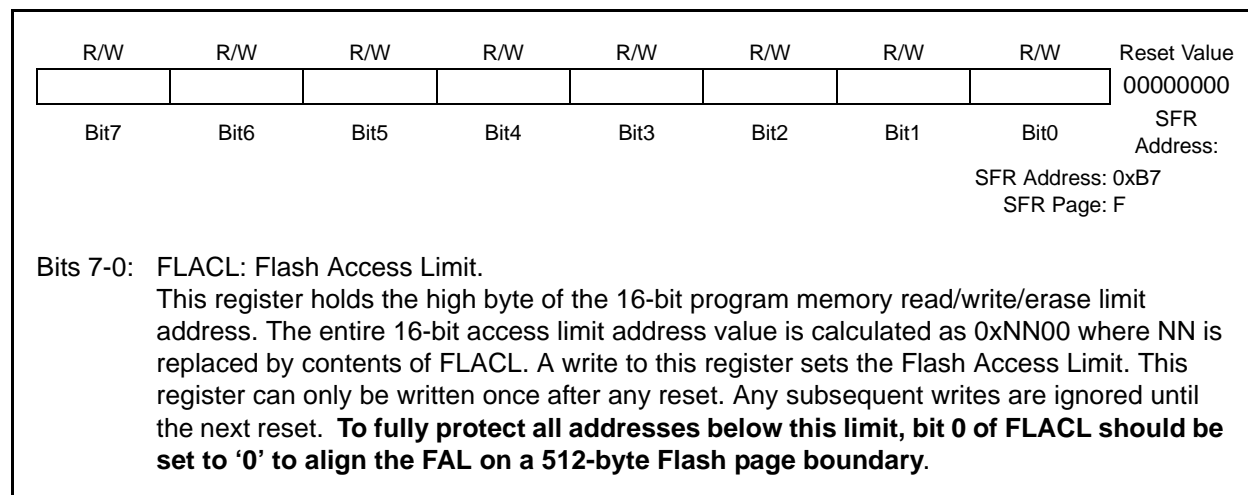 R/W R/W R/W R/W R/W R/W R/W R/W Reset Value
00000000
Bit7 Bit6 Bit5 Bit4 Bit3 Bit2 Bit1 Bit0 SFR
Address:
SFR Address: 0xB7
SFR Page: F
Bits 7-0: FLACL: Flash Access Limit.
This register holds the high byte of the 16-bit program memory read/write/erase limit
address. The entire 16-bit access limit address value is calculated as 0xNN00 where NN is
replaced by contents of FLACL. A write to this register sets the Flash Access Limit. This
register can only be written once after any reset. Any subsequent writes are ignored until
the next reset. To fully protect all addresses below this limit, bit 0 of FLACL should be
set to ‘0’ to align the FAL on a 512-byte Flash page boundary.